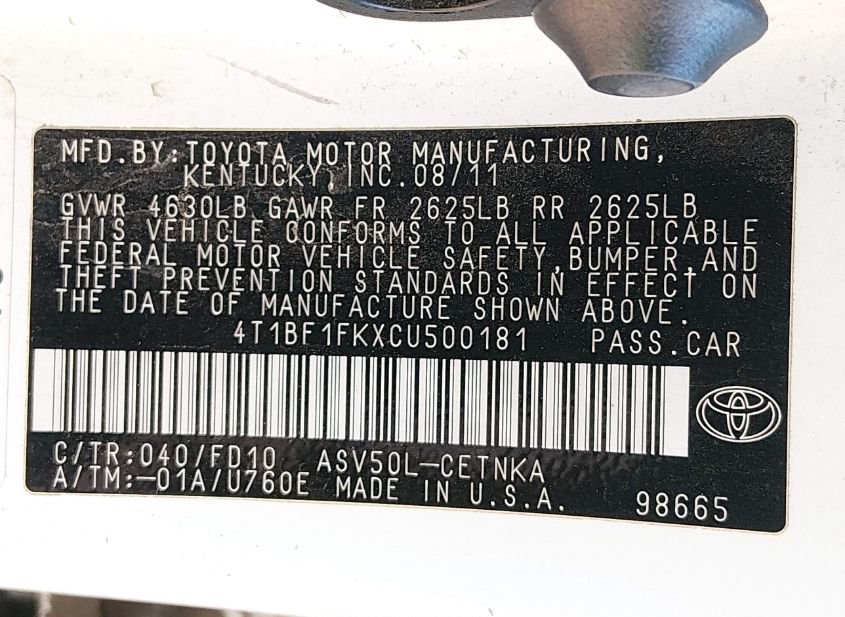 MFD.BY:TOYOTA MOTOR MANUFACTURING,
KENTUCKY,INC.08/11
GVWR 4630LB GAWR FR 2625LB RR 2625LB
THIS VEHICLE CONFORMS TO ALL APPLICABLE
FEDERAL MOTOR VEHICLE SAFETY,BUMPER,AND
THEFT PREVENTION STANDARDS IN EFFECT ON
THE DATE OF MANUFACTURE SHOWN ABOVE.
4T1BF1FKXCU500181 PASS.CAR
C/TR:040/FD10 ASV50L-CETNKA
A/TM:-01A/U760E MADE IN U.S.A. 98665